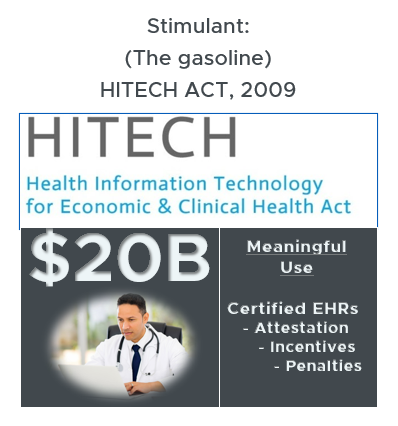 Stimulant:
(The gasoline)
HITECH ACT, 2009
HITECH
Health Information Technology
for Economic & Clinical Health Act
$20B
Meaningful
Use
Certified EHRs
- Attestation
- Incentives
- Penalties